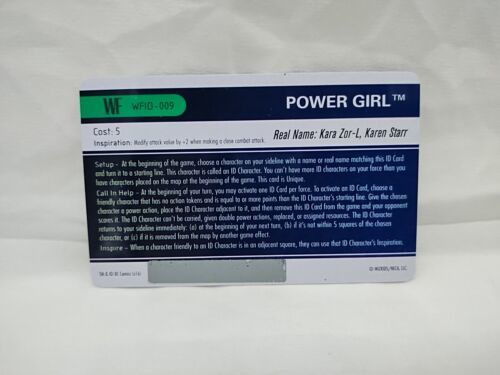 WF WFID-009
POWER GIRL™
Cost: 5
Inspiration: Modify attack value by +2 when making a close combat attack.
Real Name: Kara Zor-L, Karen Starr
Setup - At the beginning of the game, choose a character on your sideline with a name or real name matching this ID Card
and turn it to a starting line. This character is called an ID Character. You can't have more ID characters on your force than you
have characters placed on the map at the beginning of the game. This card is Unique.
Call In Help - At the beginning of your turn, you may activate one ID Card per force. To activate an ID Card, choose a
friendly character that has no action tokens and is equal to or more points than the ID Character's starting line. Give the chosen
character a power action, place the ID Character adjacent to it, and then remove this ID Card from the game and your opponent
scores it. The ID Character can't be carried, given double power actions, replaced, or assigned resources. The ID Character
returns to your sideline immediately: (a) at the beginning of your next turn, (b) if it's not within 5 squares of the chosen
character, or (c) if it is removed from the map by another game effect.
Inspire - When a character friendly to an ID Character is in an adjacent square, they can use that ID Character's Inspiration.
TM & © DC Comics (s16)
© WIZKIDS/NECA, LLC.